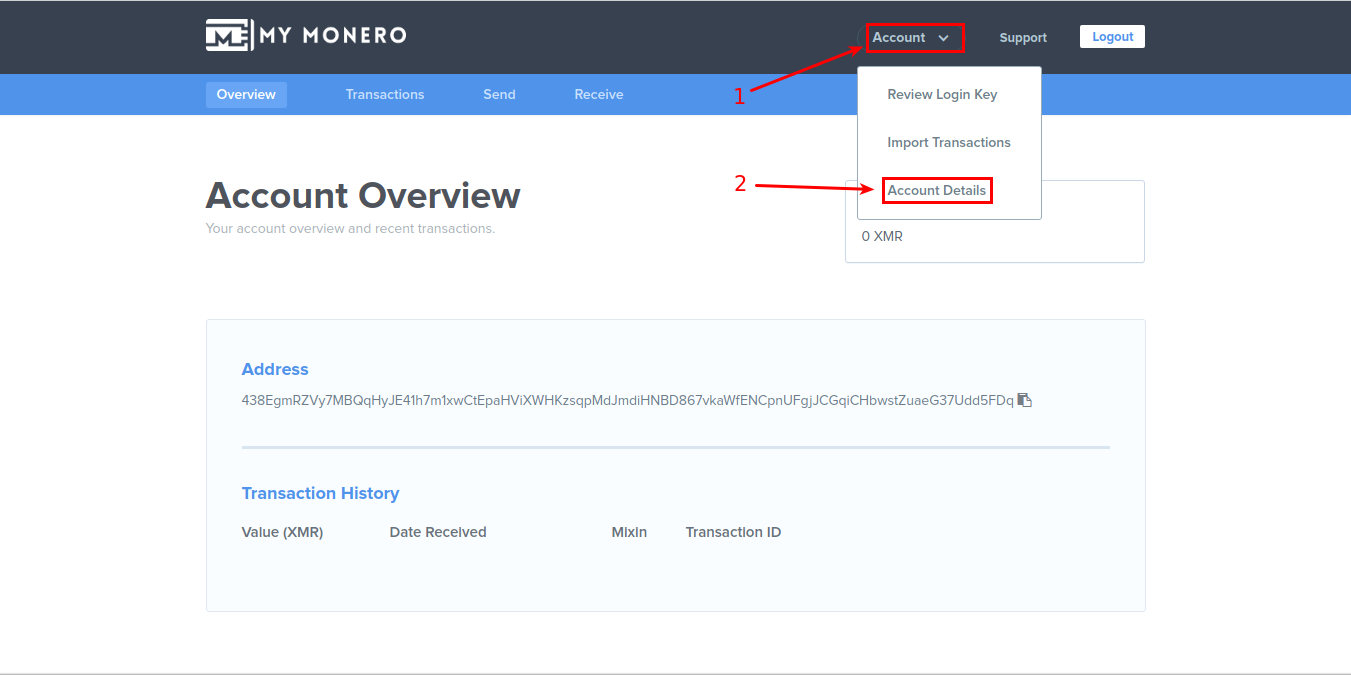 MY MONERO
Account
Support
Logout
1
Overview
Transactions
Send
Receive
Review Login Key
Import Transactions
2
Account Details
Account Overview
Your account overview and recent transactions.
0 XMR
Address
438EgmRZVy7MBQqHyJE41h7m1xwCtEpaHViXWHKzsqpMdJmdiHNBD867vkaWfENCpnUFgjJCGqiCHbwstZuaeG37Udd5FDq
Transaction History
Value (XMR) Date Received MixIn Transaction ID